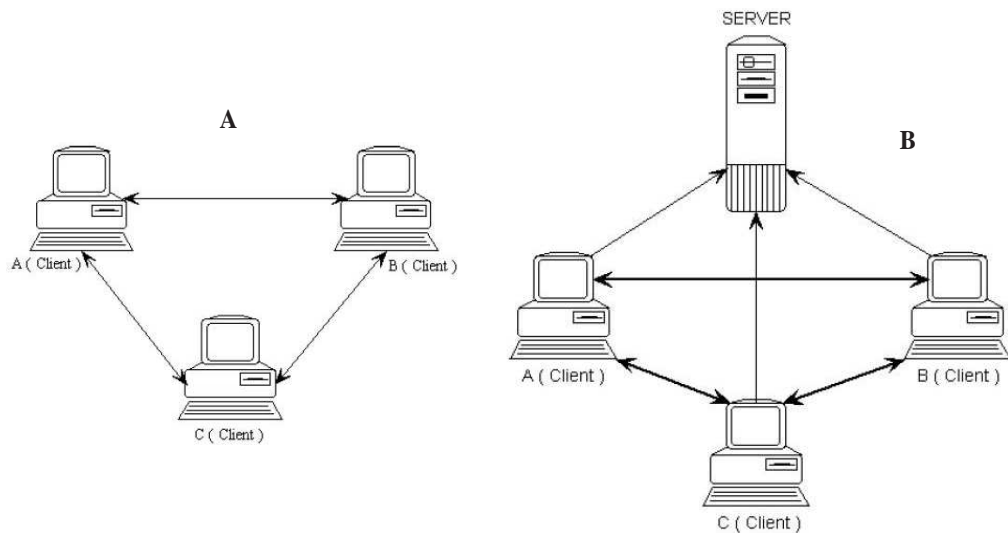 A
A ( Client )
B ( Client )
C ( Client )
SERVER
B
A ( Client )
B ( Client )
C ( Client )